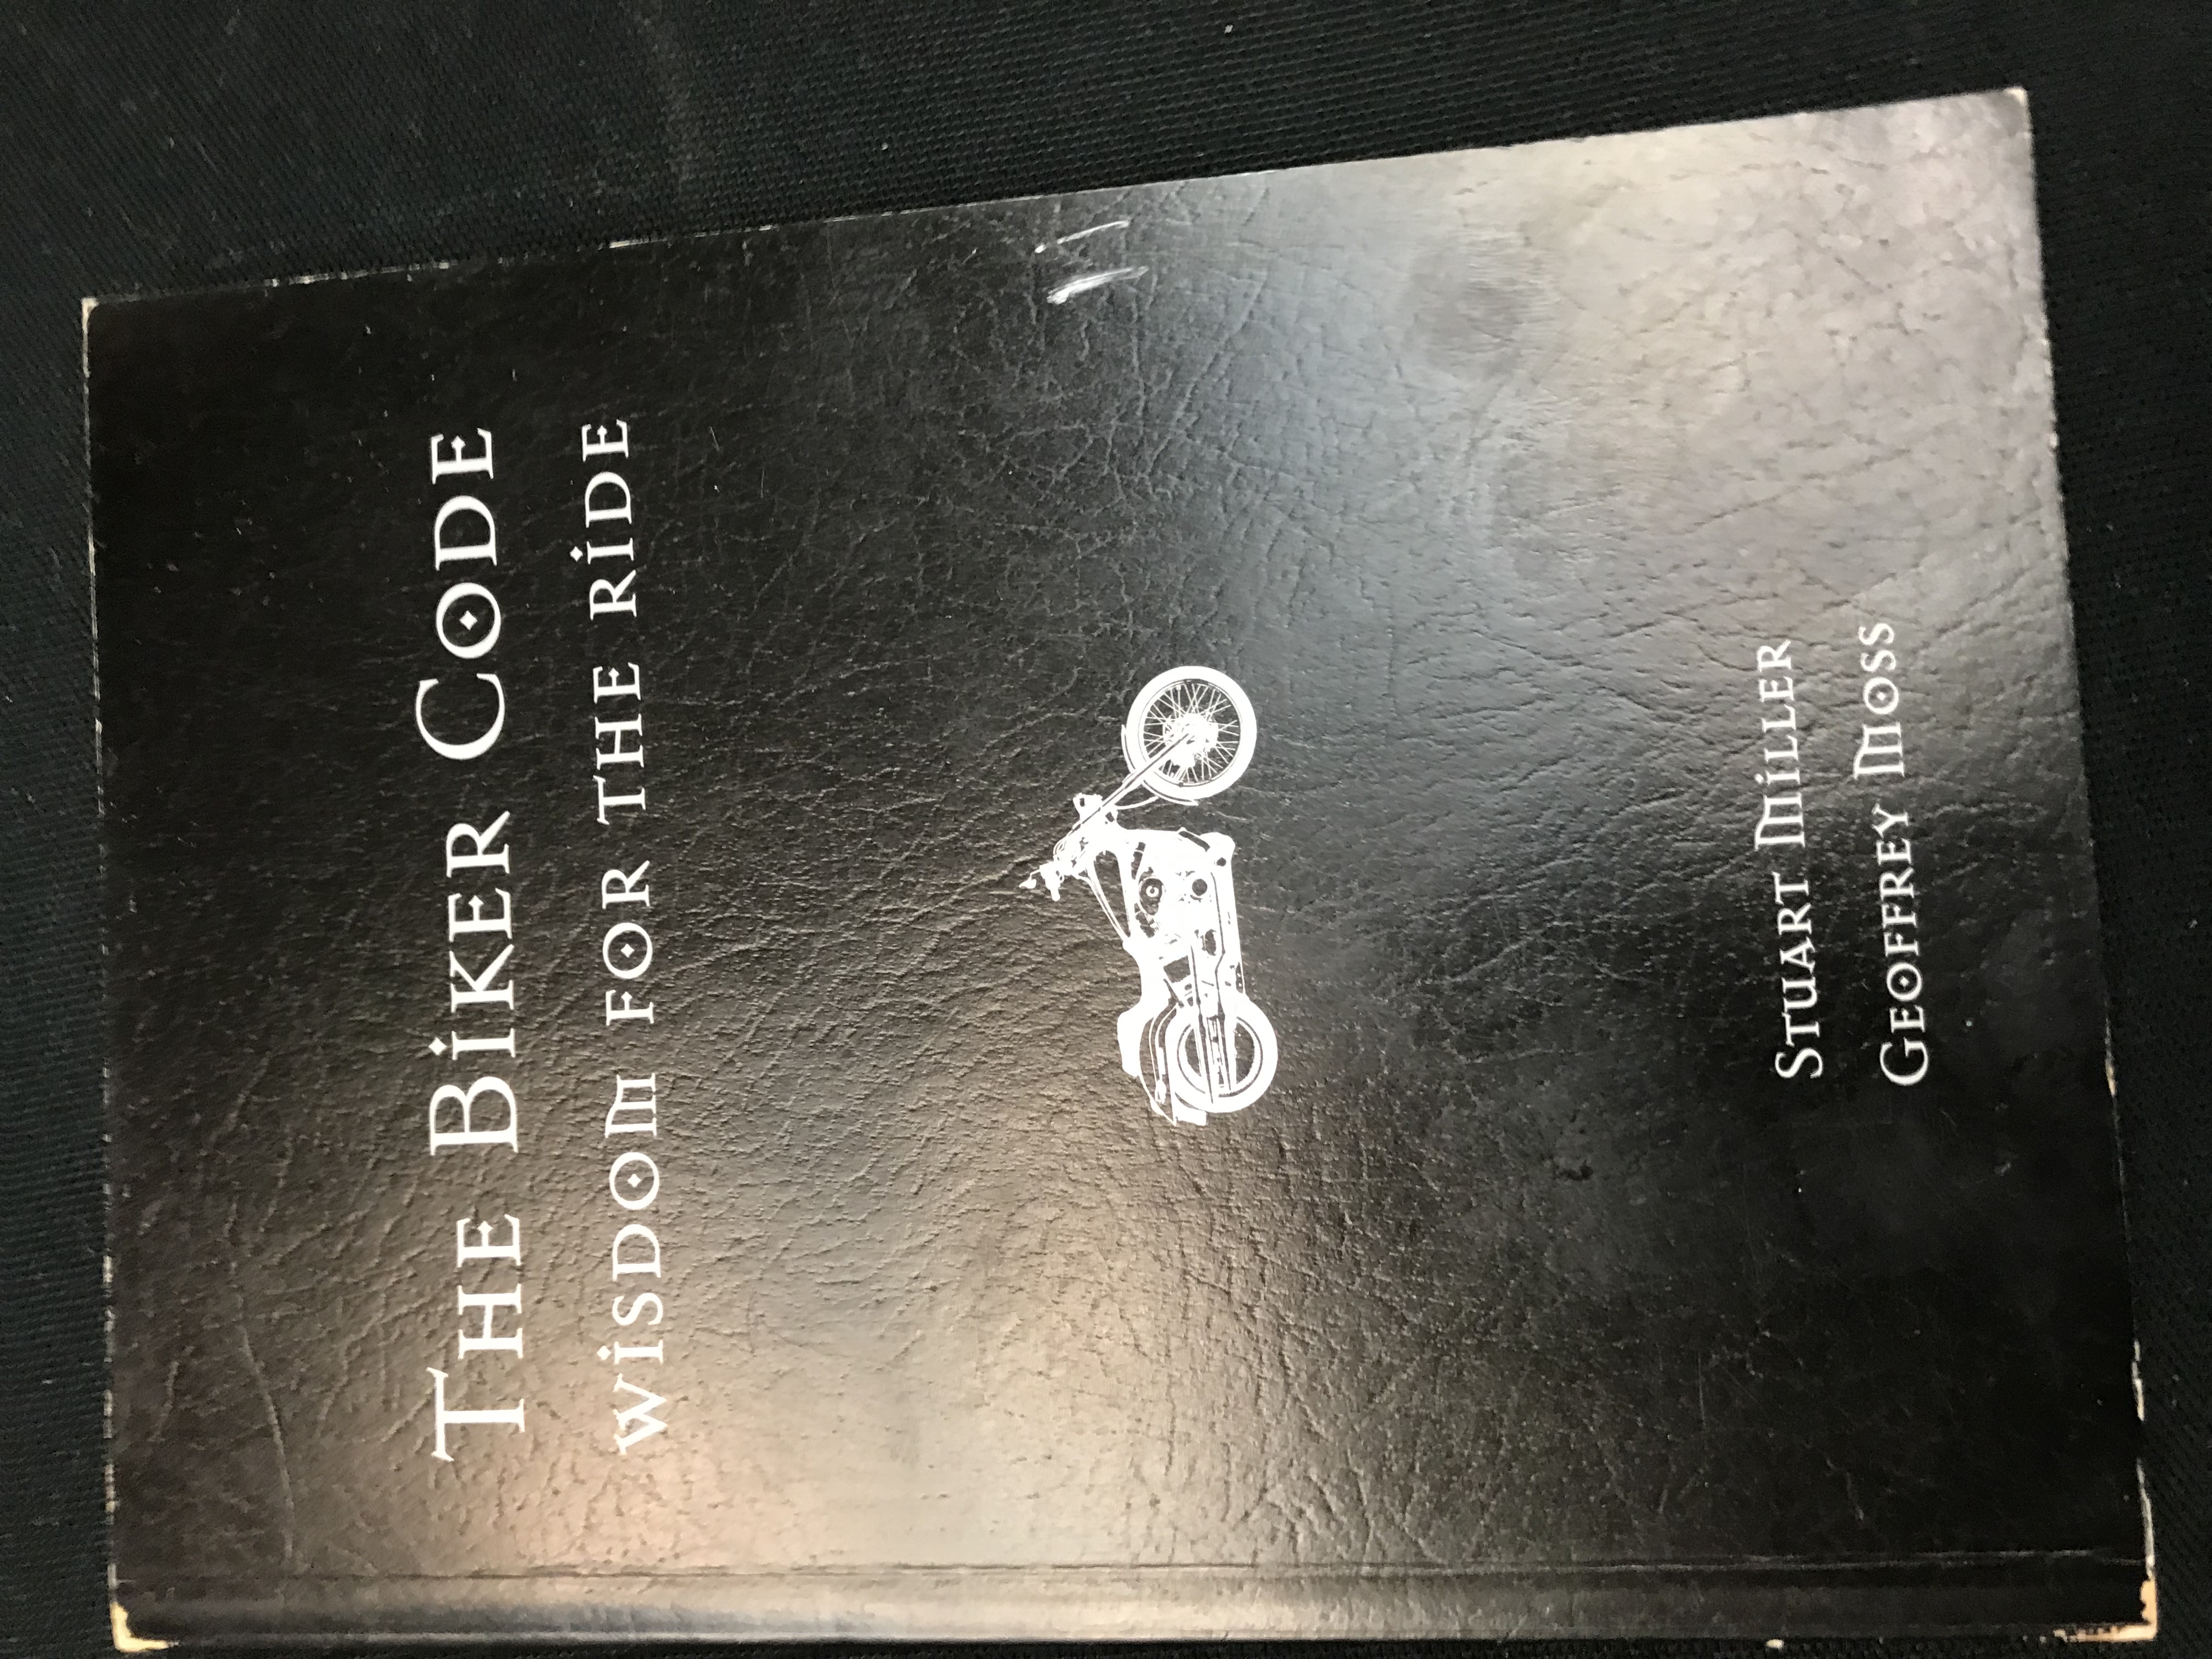 THE BiKER CODE
WiSDOM FOR THE RiDE
STUART MiLLER
GEOFFREY MOSS